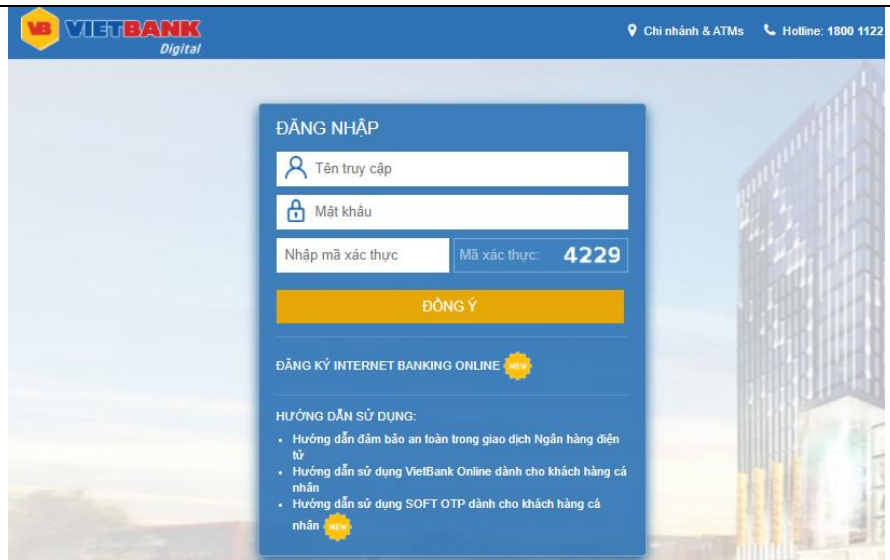 VB VIETBANK
Digital
Chi nhánh & ATMs Hotline: 1800 1122
ĐĂNG NHẬP
Tên truy cập
Mật khẩu
Nhập mã xác thực Mã xác thực: 4229
ĐỒNG Ý
ĐĂNG KÝ INTERNET BANKING ONLINE NEW
HƯỚNG DẪN SỬ DỤNG:
• Hướng dẫn đảm bảo an toàn trong giao dịch Ngân hàng điện
tử
• Hướng dẫn sử dụng VietBank Online dành cho khách hàng cá
nhân
• Hướng dẫn sử dụng SOFT OTP dành cho khách hàng cá
nhân NEW